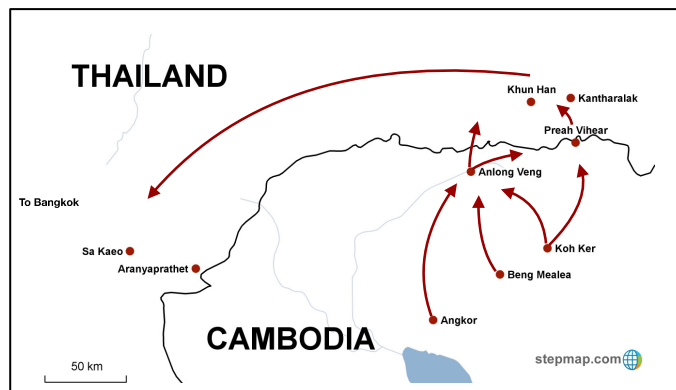 THAILAND
Khun Han
Kantharalak
Preah Vihear
Anlong Veng
To Bangkok
Sa Kaeo
Aranyaprathet
Koh Ker
Beng Mealea
Angkor
CAMBODIA
50 km
stepmap.com